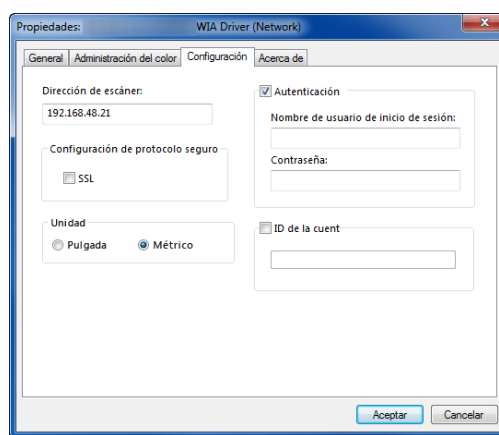 Propiedades: WIA Driver (Network)
General Administración del color Configuración Acerca de
Dirección de escáner:
192.168.48.21
Configuración de protocolo seguro
SSL
Unidad
Pulgada Métrico
Autenticación
Nombre de usuario de inicio de sesión:
Contraseña:
ID de la cuent
Aceptar Cancelar